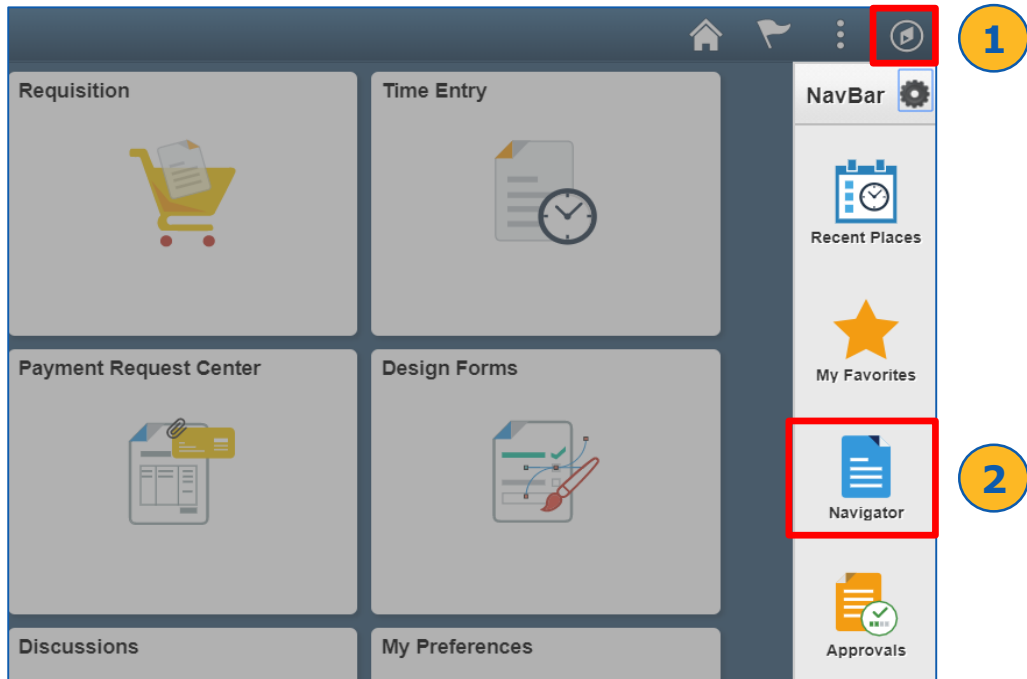 1
Requisition
Time Entry
NavBar
Recent Places
Payment Request Center
Design Forms
My Favorites
2
Navigator
Discussions
My Preferences
Approvals